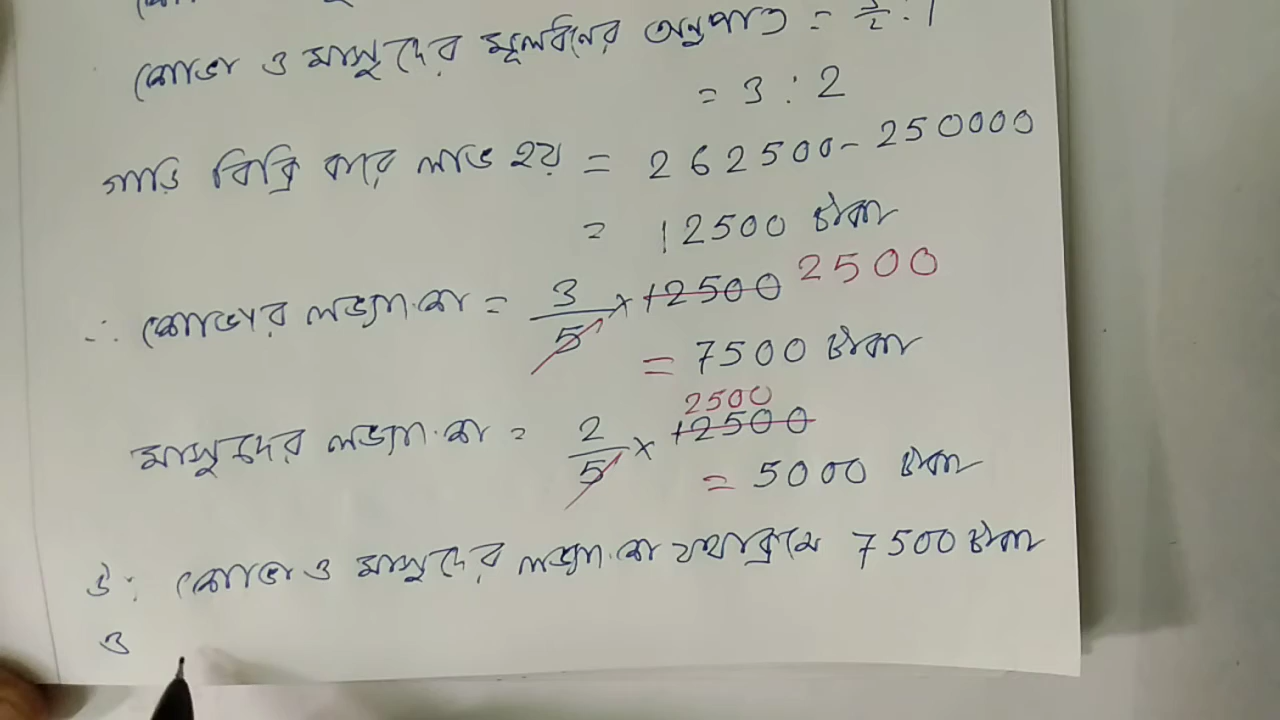 শোভা ও মাসুদের মূলধনের অনুপাত = 3/2 : 1
= 3 : 2
গাড়ি বিক্রি করে লাভ হয় = 262500 - 250000
= 12500 টাকা
∴ শোভার লভ্যাংশ = 3/5 × 12500 2500
= 7500 টাকা
2500
মাসুদের লভ্যাংশ = 2/5 × 12500
= 5000 টাকা
উ: শোভা ও মাসুদের লভ্যাংশ যথাক্রমে 7500 টাকা
ও